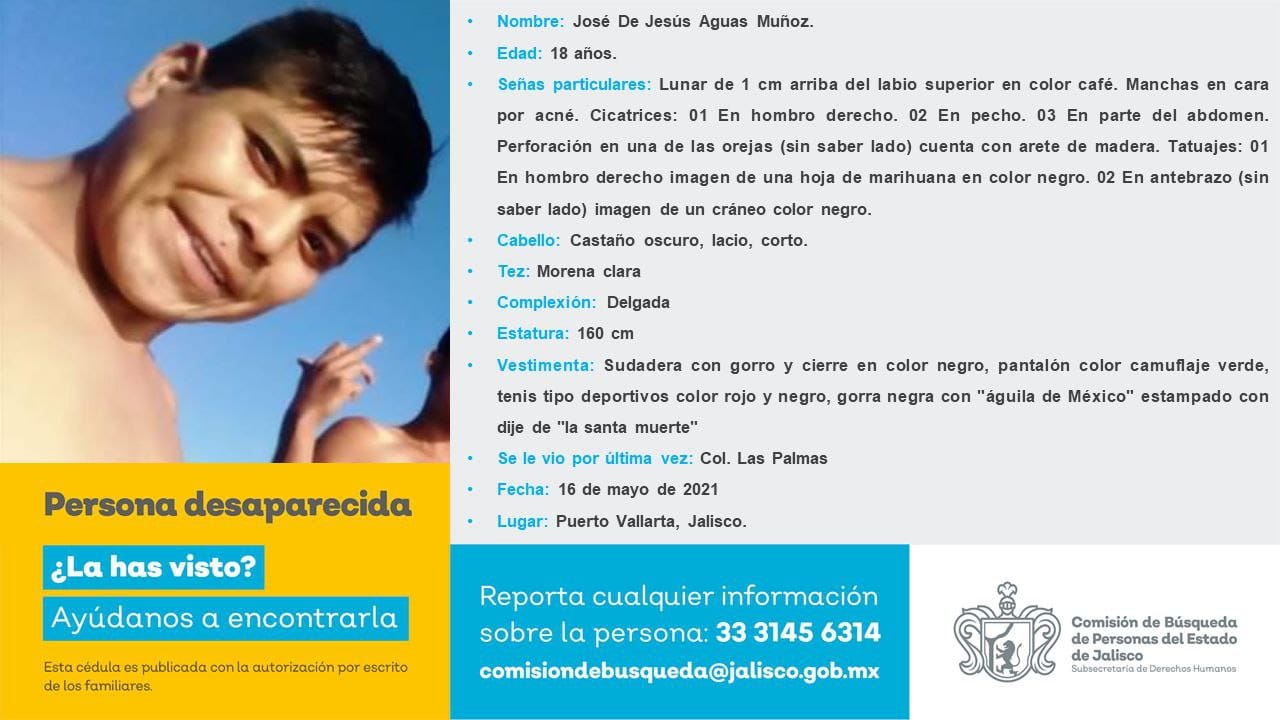 Nombre: José De Jesús Aguas Muñoz.
Edad: 18 años.
Señas particulares: Lunar de 1 cm arriba del labio superior en color café. Manchas en cara
por acné. Cicatrices: 01 En hombro derecho. 02 En pecho. 03 En parte del abdomen.
Perforación en una de las orejas (sin saber lado) cuenta con arete de madera. Tatuajes: 01
En hombro derecho imagen de una hoja de marihuana en color negro. 02 En antebrazo (sin
saber lado) imagen de un cráneo color negro.
Cabello: Castaño oscuro, lacio, corto.
Tez: Morena clara
Complexión: Delgada
Estatura: 160 cm
Vestimenta: Sudadera con gorro y cierre en color negro, pantalón color camuflaje verde,
tenis tipo deportivos color rojo y negro, gorra negra con "águila de México" estampado con
dije de "la santa muerte"
Se le vio por última vez: Col. Las Palmas
Fecha: 16 de mayo de 2021
Lugar: Puerto Vallarta, Jalisco.
Persona desaparecida
¿La has visto?
Ayúdanos a encontrarla
Esta cédula es publicada con la autorización por escrito
de los familiares.
Reporta cualquier información
sobre la persona: 33 3145 6314
comisiondebusqueda@jalisco.gob.mx
Comisión de Búsqueda
de Personas del Estado
de Jalisco
Subsecretaría de Derechos Humanos